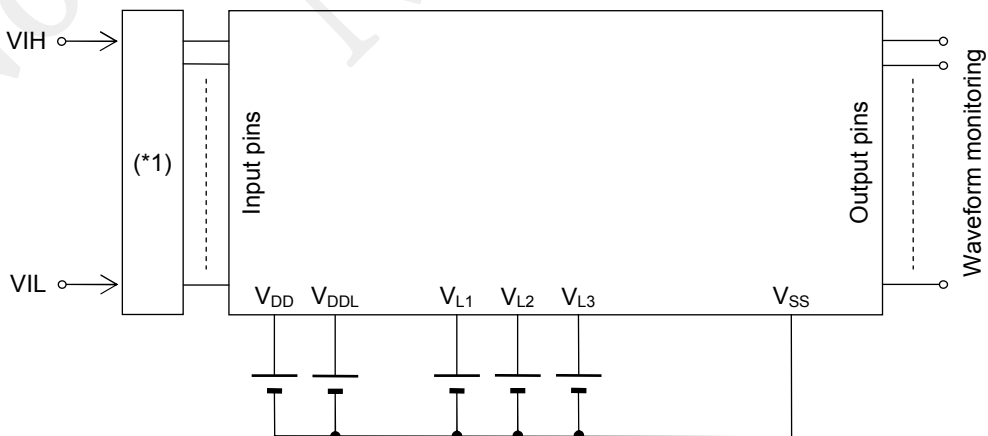 VIH
(*1)
VIL
Input pins
Output pins
Waveform monitoring
VDD VDDL VL1 VL2 VL3 VSS